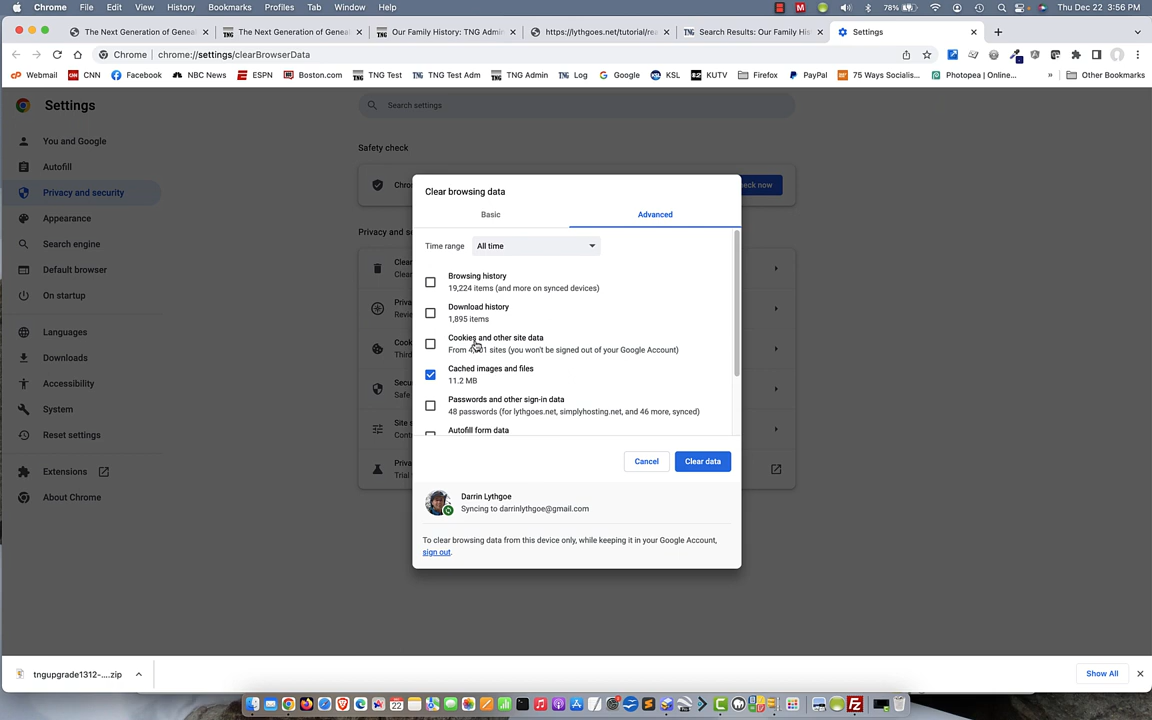 Chrome File Edit View History Bookmarks Profiles Tab Window Help 78% Thu Dec 22 3:56 PM
The Next Generation of Geneal The Next Generation of Geneal Our Family History: TNG Admin https://lythgoes.net/tutorial/rea Search Results: Our Family His Settings
Chrome | chrome://settings/clearBrowserData
Webmail CNN Facebook NBC News ESPN Boston.com TNG Test TNG Test Adm TNG Admin Log Google KSL KUTV Firefox PayPal 75 Ways Socialis... Photopea | Online... » Other Bookmarks
Settings
Search settings
You and Google
Autofill
Privacy and security
Appearance
Search engine
Default browser
On startup
Languages
Downloads
Accessibility
System
Reset settings
Extensions
About Chrome
Safety check
Clear browsing data
Basic Advanced
Time range All time
Browsing history
19,224 items (and more on synced devices)
Download history
1,895 items
Cookies and other site data
From sites (you won't be signed out of your Google Account)
Cached images and files
11.2 MB
Passwords and other sign-in data
48 passwords (for lythgoes.net, simplyhosting.net, and 46 more, synced)
Autofill form data
Cancel Clear data
Darrin Lythgoe
Syncing to darrinlythgoe@gmail.com
To clear browsing data from this device only, while keeping it in your Google Account,
sign out.
tngupgrade1312-....zip
Show All